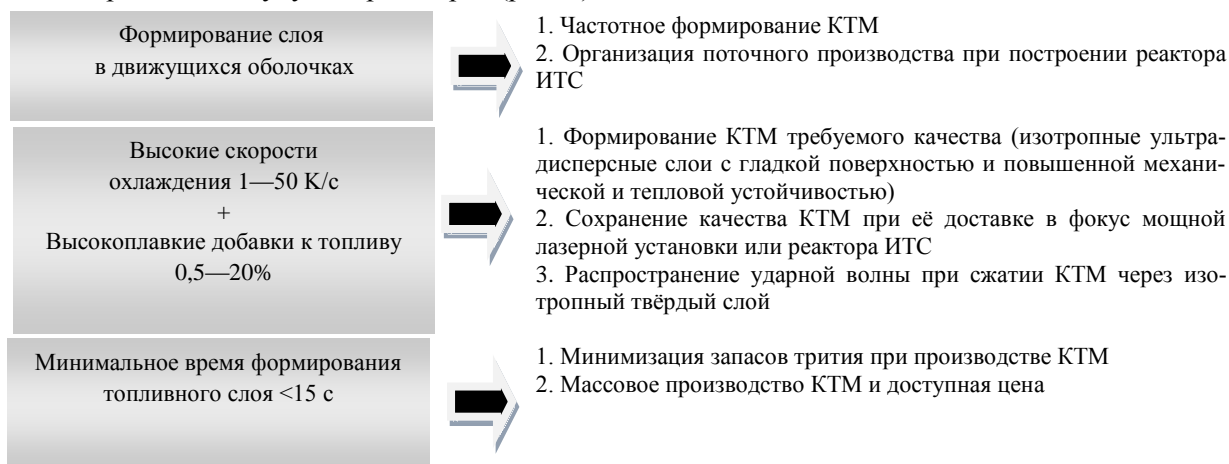 Формирование слоя
в движущихся оболочках
1. Частотное формирование КТМ
2. Организация поточного производства при построении реактора
ИТС
Высокие скорости
охлаждения 1—50 K/с
+
Высокоплавкие добавки к топливу
0,5—20%
1. Формирование КТМ требуемого качества (изотропные ультра-
дисперсные слои с гладкой поверхностью и повышенной механи-
ческой и тепловой устойчивостью)
2. Сохранение качества КТМ при её доставке в фокус мощной
лазерной установки или реактора ИТС
3. Распространение ударной волны при сжатии КТМ через изо-
тропный твёрдый слой
Минимальное время формирования
топливного слоя <15 с
1. Минимизация запасов трития при производстве КТМ
2. Массовое производство КТМ и доступная цена